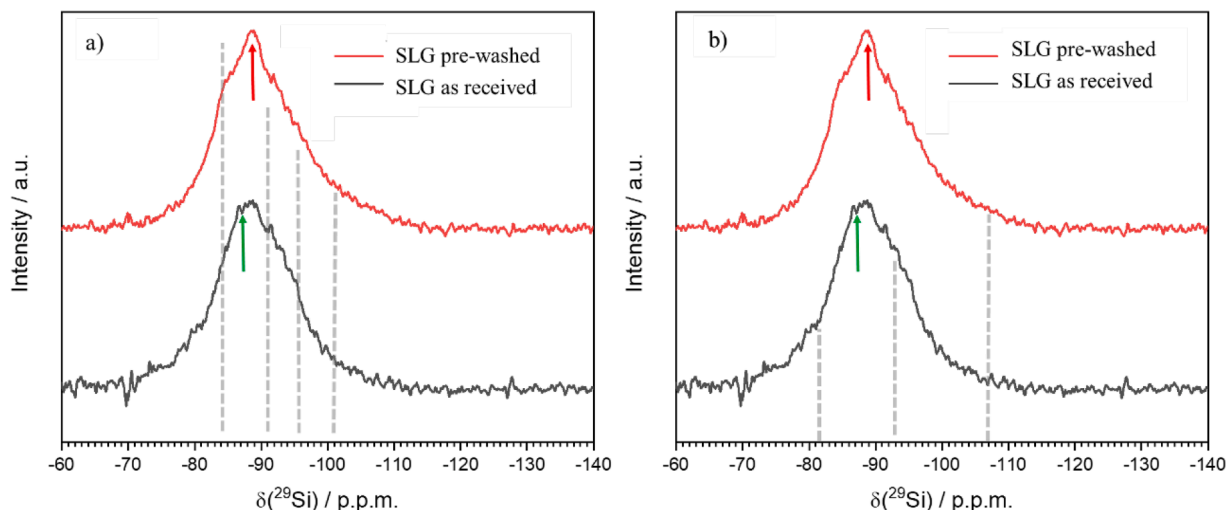 a)
SLG pre-washed
SLG as received
Intensity / a.u.
-60 -70 -80 -90 -100 -110 -120 -130 -140
δ(²⁹Si) / p.p.m.
b)
SLG pre-washed
SLG as received
Intensity / a.u.
-60 -70 -80 -90 -100 -110 -120 -130 -140
δ(²⁹Si) / p.p.m.